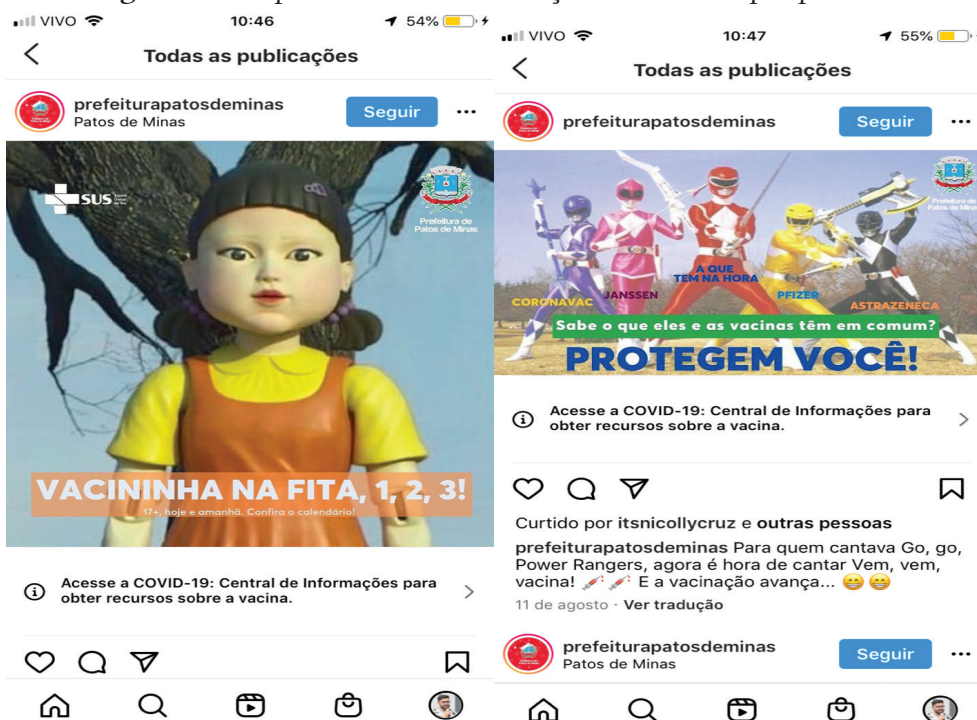 VIVO
10:46
54%
Todas as publicações
prefeiturapatosdeminas
Patos de Minas
Seguir
SUS
Prefeitura de
Patos de Minas
VACININHA NA FITA, 1, 2, 3!
17+, hoje e amanhã. Confira o calendário!
Acesse a COVID-19: Central de Informações para
obter recursos sobre a vacina.
VIVO
10:47
55%
Todas as publicações
prefeiturapatosdeminas
Seguir
Prefeitura de
Patos de Minas
A QUE
TEM NA HORA
CORONAVAC
JANSSEN
PFIZER
ASTRAZENECA
Sabe o que eles e as vacinas têm em comum?
PROTEGEM VOCÊ!
Acesse a COVID-19: Central de Informações para
obter recursos sobre a vacina.
Curtido por itsnicollycruz e outras pessoas
prefeiturapatosdeminas Para quem cantava Go, go,
Power Rangers, agora é hora de cantar Vem, vem,
vacina! 💉💉 E a vacinação avança... 😁😁
11 de agosto · Ver tradução
prefeiturapatosdeminas
Patos de Minas
Seguir